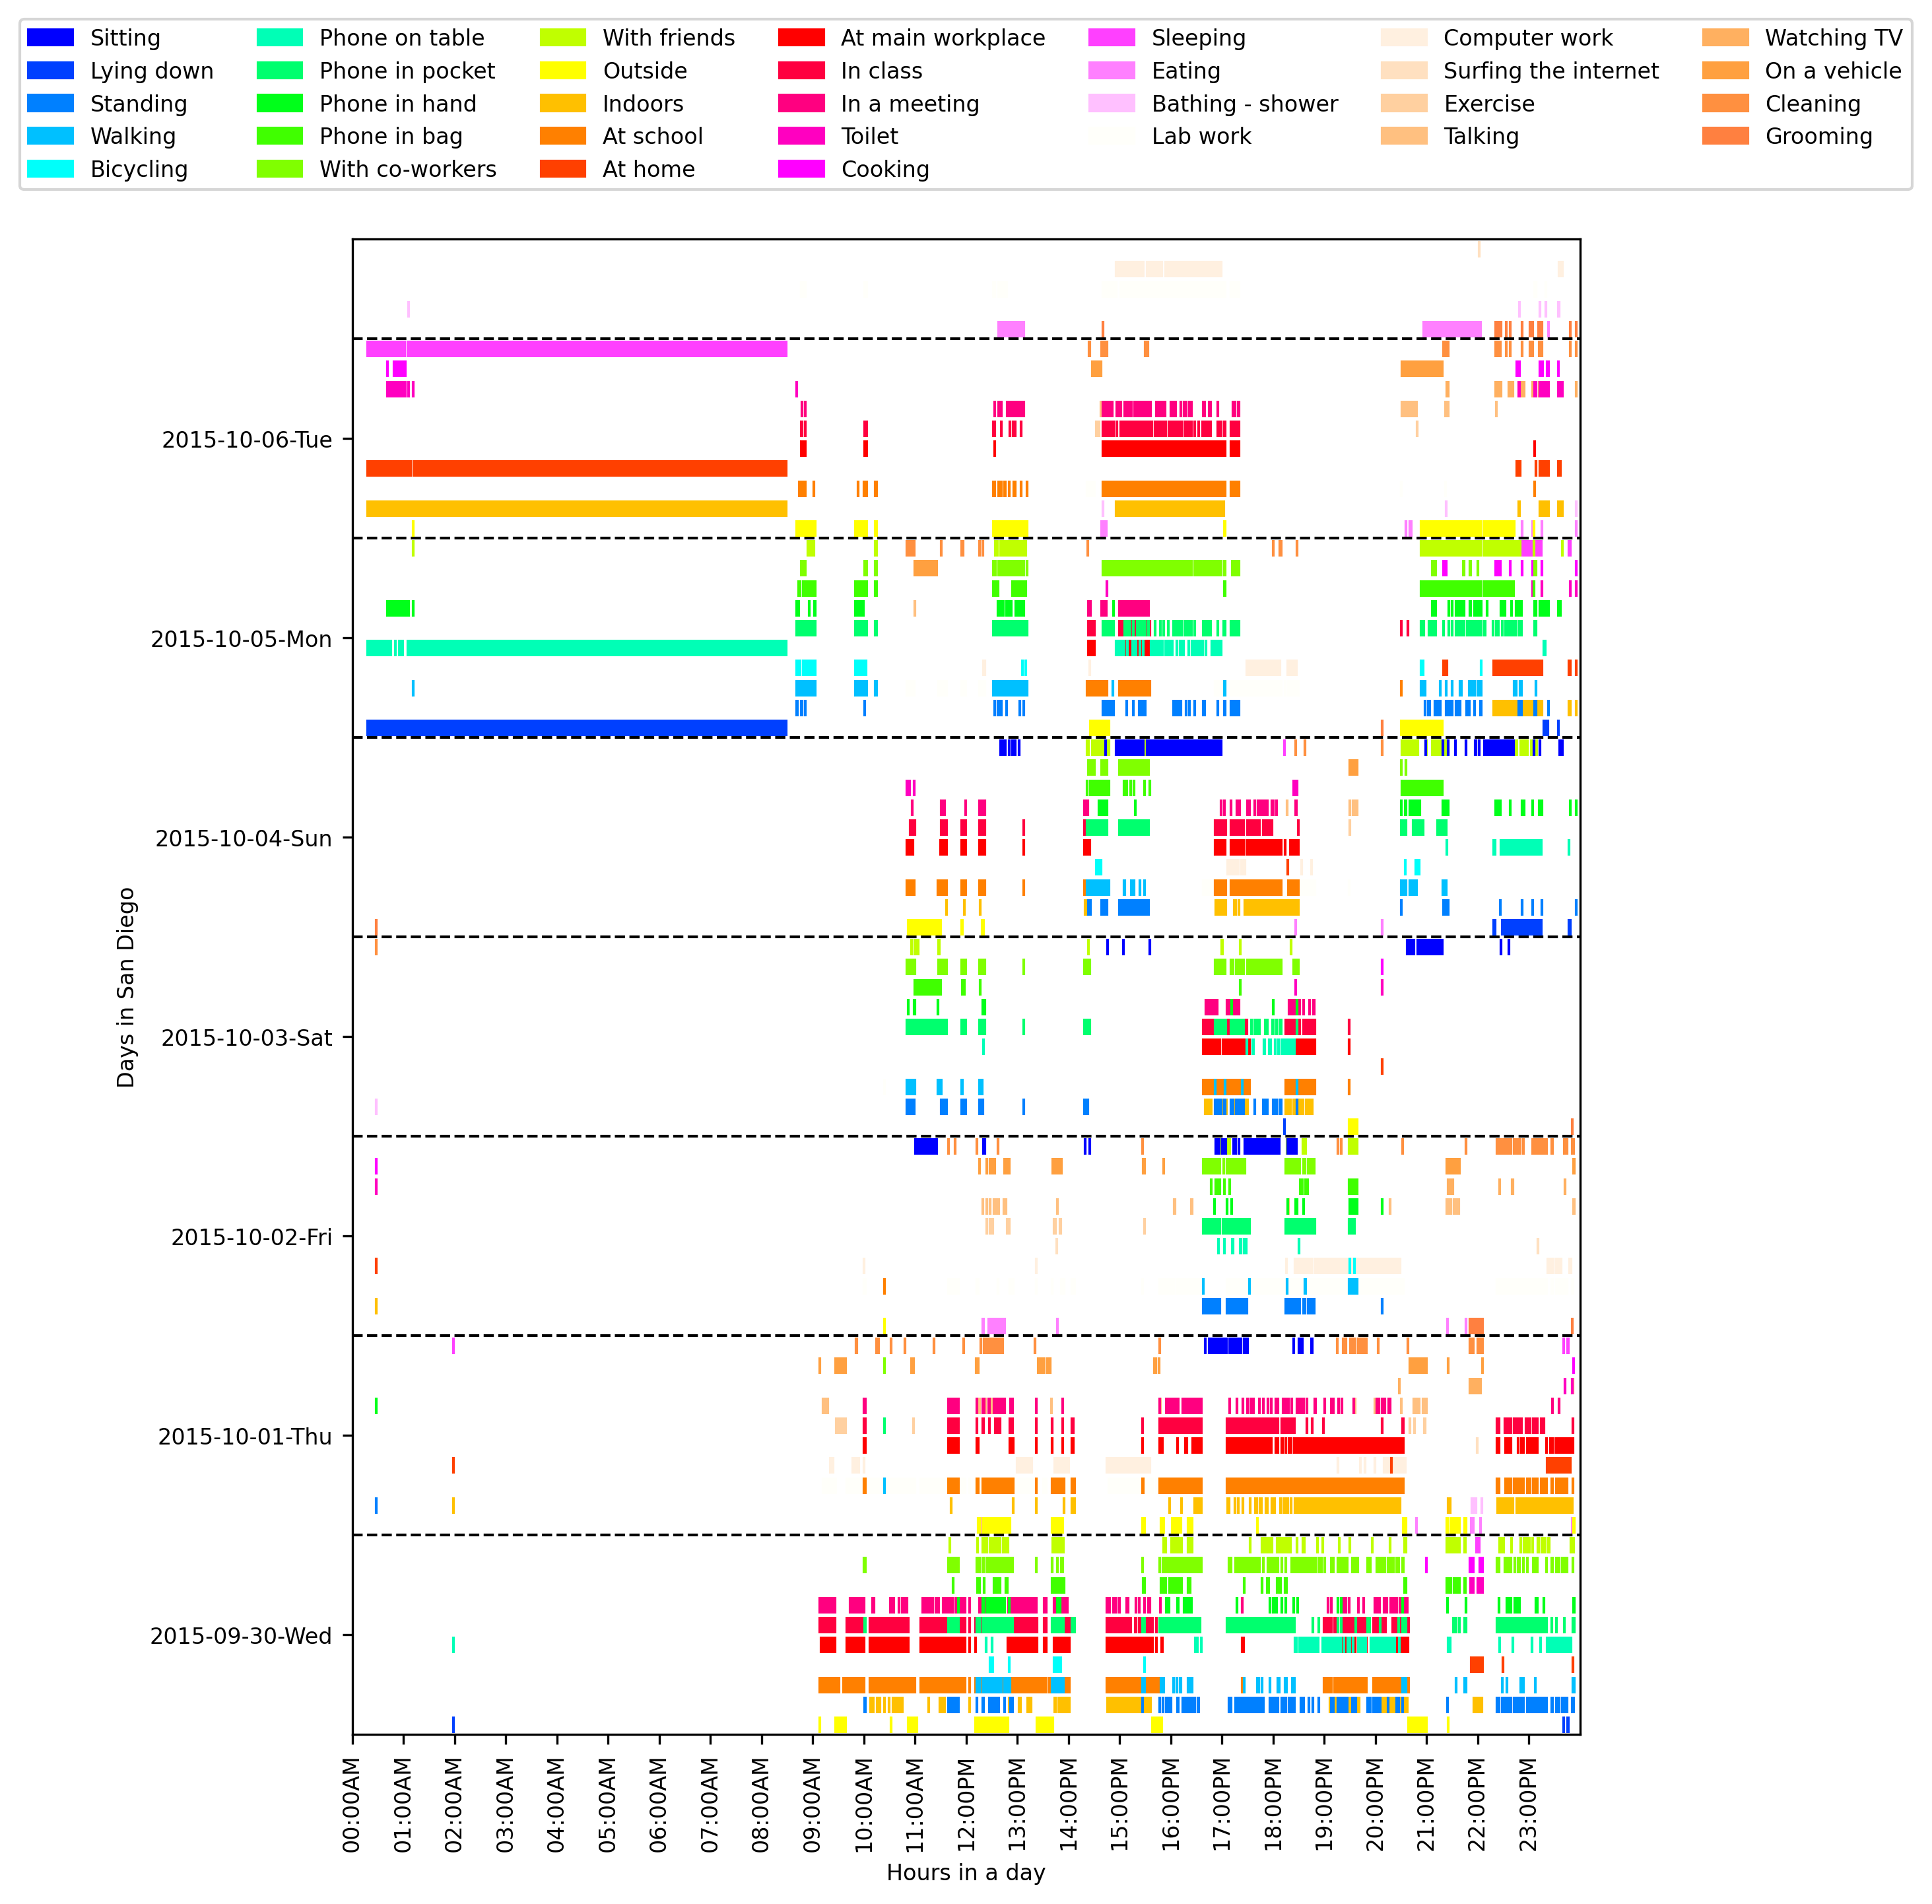 Sitting
Lying down
Standing
Walking
Bicycling
Phone on table
Phone in pocket
Phone in hand
Phone in bag
With co-workers
With friends
Outside
Indoors
At school
At home
At main workplace
In class
In a meeting
Toilet
Cooking
Sleeping
Eating
Bathing - shower
Lab work
Computer work
Surfing the internet
Exercise
Talking
Watching TV
On a vehicle
Cleaning
Grooming
Days in San Diego
2015-10-06-Tue
2015-10-05-Mon
2015-10-04-Sun
2015-10-03-Sat
2015-10-02-Fri
2015-10-01-Thu
2015-09-30-Wed
00:00AM
01:00AM
02:00AM
03:00AM
04:00AM
05:00AM
06:00AM
07:00AM
08:00AM
09:00AM
10:00AM
11:00AM
12:00PM
13:00PM
14:00PM
15:00PM
16:00PM
17:00PM
18:00PM
19:00PM
20:00PM
21:00PM
22:00PM
23:00PM
Hours in a day